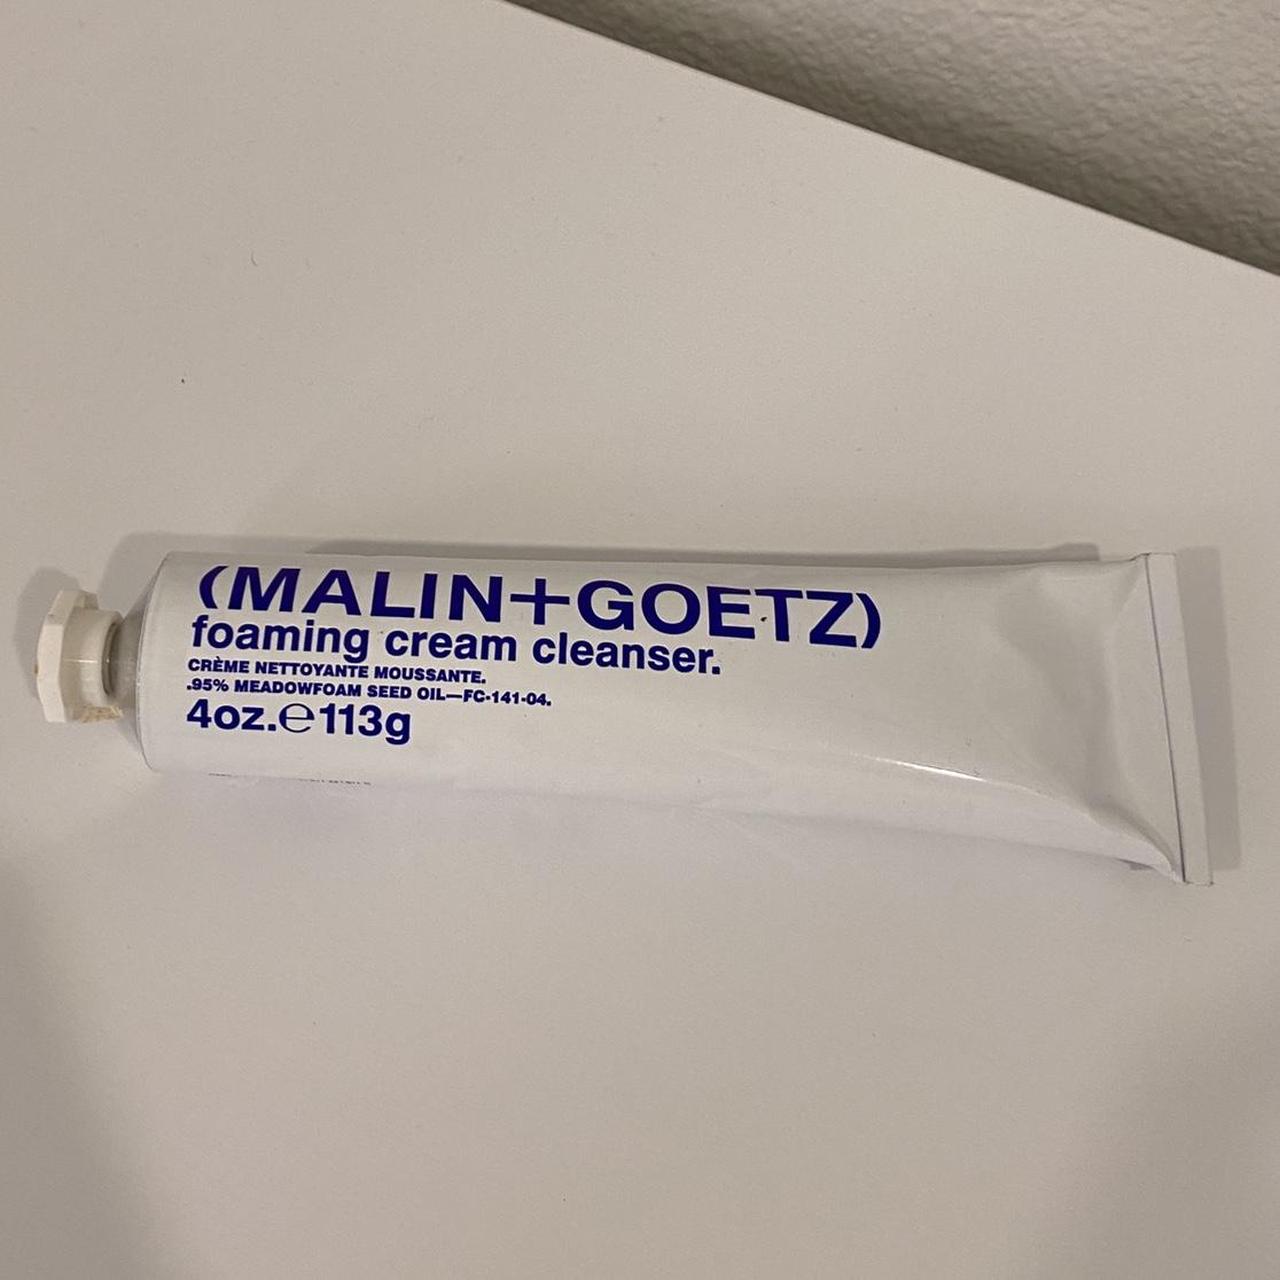 (MALIN+GOETZ)
foaming cream cleanser.
CRÈME NETTOYANTE MOUSSANTE.
.95% MEADOWFOAM SEED OIL—FC-141-04.
4oz.℮113g